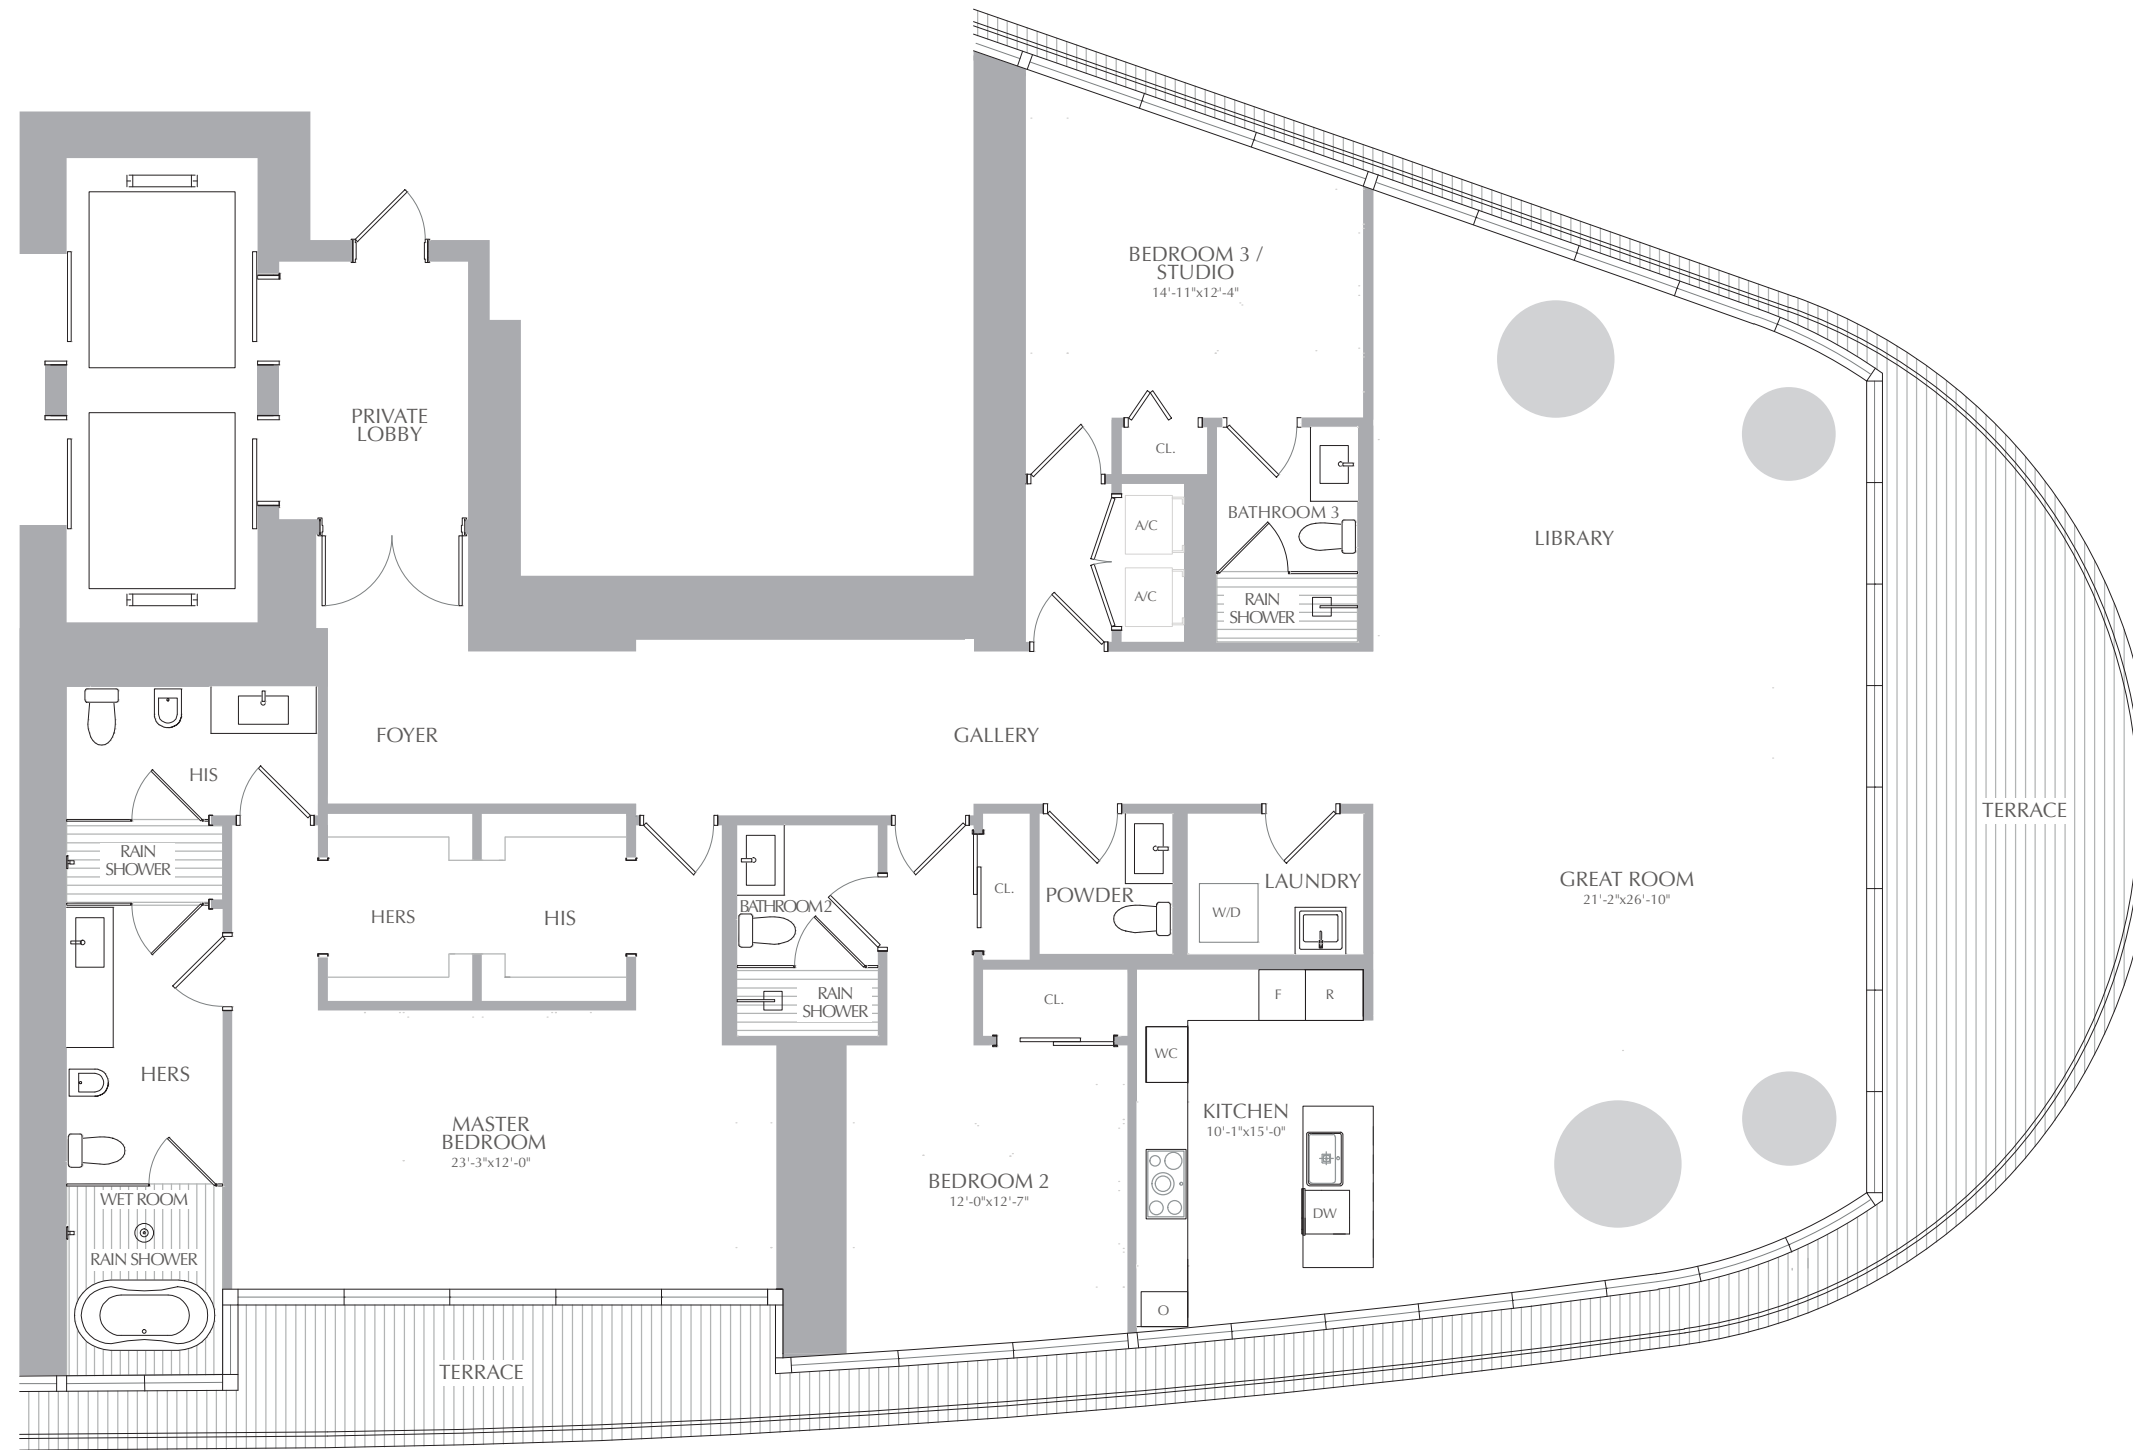 BEDROOM 3 /
STUDIO
14'-11"x12'-4"
PRIVATE
LOBBY
CL.
A/C
BATHROOM 3
LIBRARY
A/C
RAIN
SHOWER
FOYER
GALLERY
HIS
TERRACE
RAIN
SHOWER
HERS
HIS
BATHROOM 2
CL.
POWDER
LAUNDRY
W/D
GREAT ROOM
21'-2"x26'-10"
RAIN
SHOWER
CL.
F
R
WC
HERS
MASTER
BEDROOM
23'-3"x12'-0"
KITCHEN
10'-1"x15'-0"
BEDROOM 2
12'-0"x12'-7"
WET ROOM
DW
RAIN SHOWER
O
TERRACE